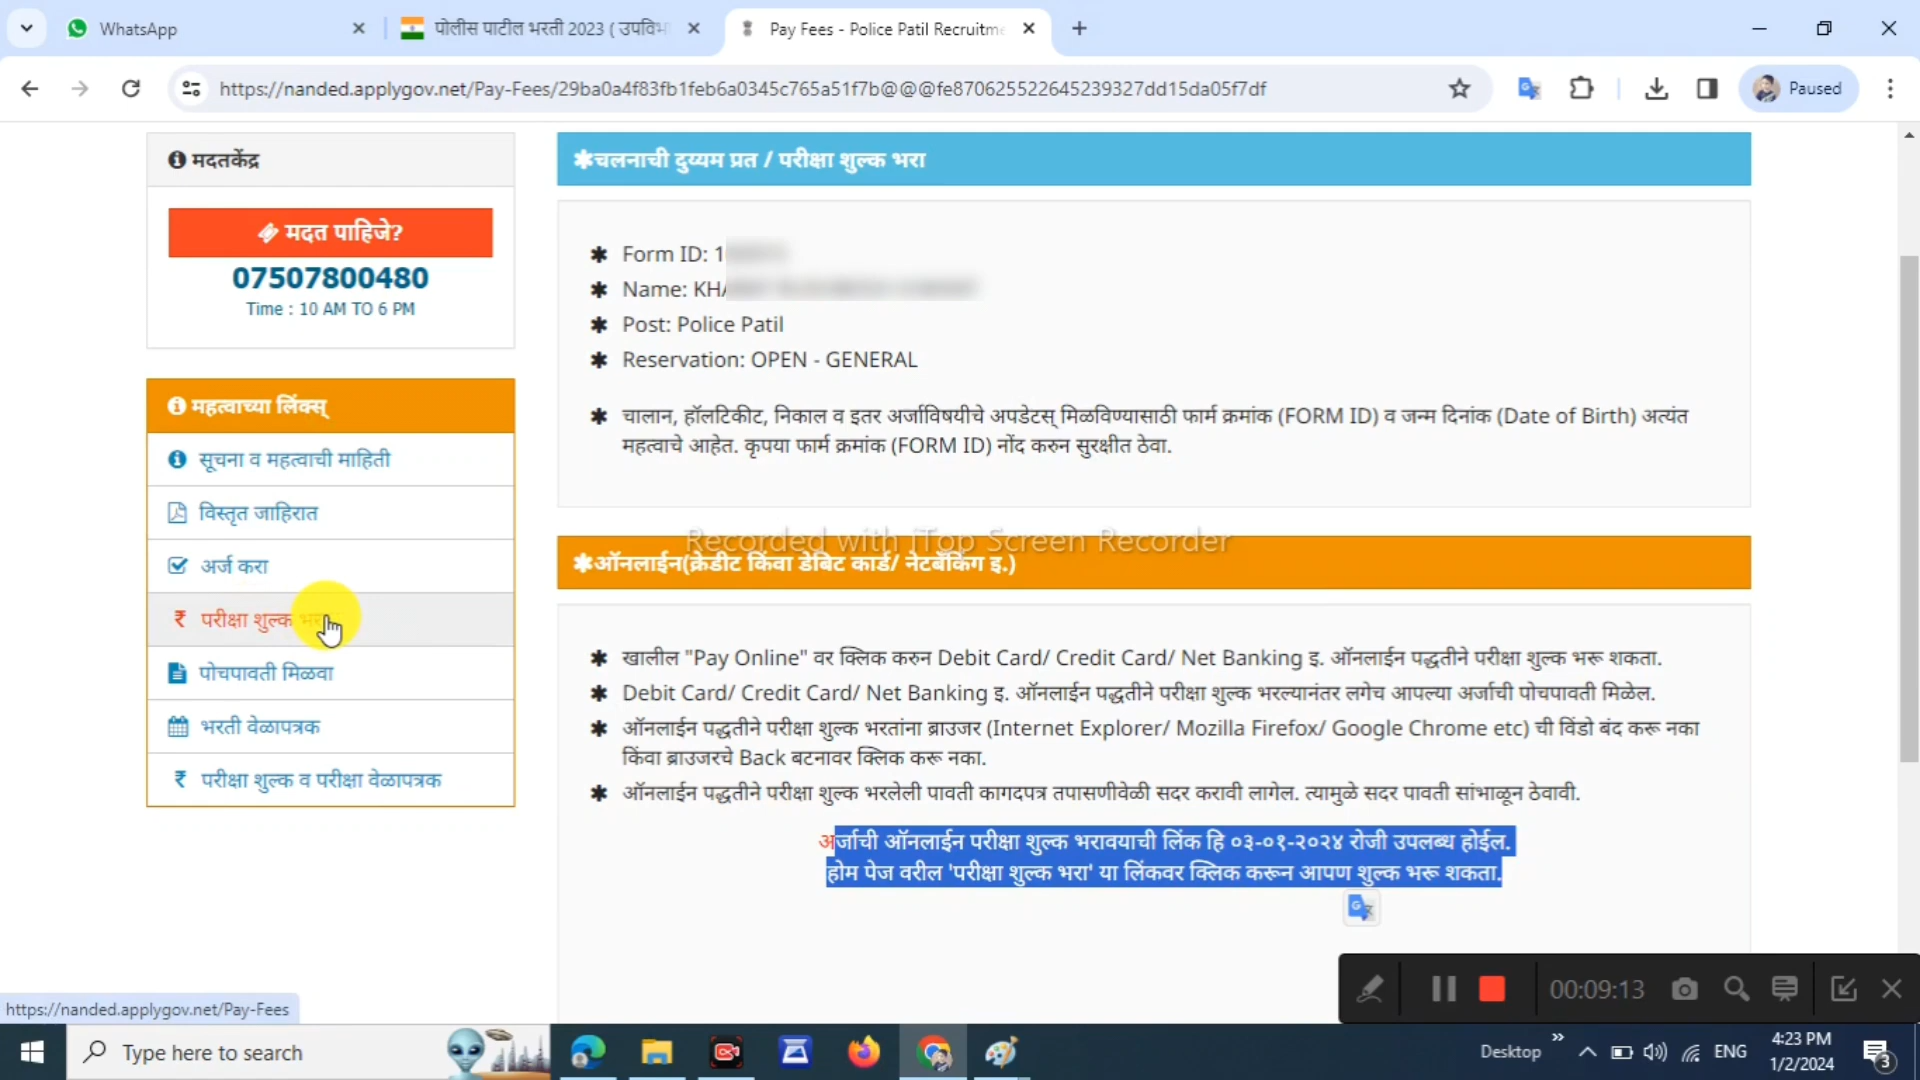 WhatsApp
पोलीस पाटील भरती 2023 ( उपविभ
Pay Fees - Police Patil Recruitm
https://nanded.applygov.net/Pay-Fees/29ba0a4f83fb1feb6a0345c765a51f7b@@@fe870625522645239327dd15da05f7df
Paused
मदतकेंद्र
मदत पाहिजे?
07507800480
Time : 10 AM TO 6 PM
महत्वाच्या लिंक्स्
सूचना व महत्वाची माहिती
विस्तृत जाहिरात
अर्ज करा
₹ परीक्षा शुल्क भरा
पोचपावती मिळवा
भरती वेळापत्रक
₹ परीक्षा शुल्क व परीक्षा वेळापत्रक
✱चलनाची दुय्यम प्रत / परीक्षा शुल्क भरा
✱ Form ID: 1
✱ Name: KHA
✱ Post: Police Patil
✱ Reservation: OPEN - GENERAL
✱ चालान, हॉलटिकीट, निकाल व इतर अर्जाविषयीचे अपडेटस् मिळविण्यासाठी फार्म क्रमांक (FORM ID) व जन्म दिनांक (Date of Birth) अत्यंत
महत्वाचे आहेत. कृपया फार्म क्रमांक (FORM ID) नोंद करुन सुरक्षीत ठेवा.
Recorded with iTop Screen Recorder
✱ऑनलाईन(क्रेडीट किंवा डेबिट कार्ड/ नेटबँकिंग इ.)
✱ खालील "Pay Online" वर क्लिक करुन Debit Card/ Credit Card/ Net Banking इ. ऑनलाईन पद्धतीने परीक्षा शुल्क भरू शकता.
✱ Debit Card/ Credit Card/ Net Banking इ. ऑनलाईन पद्धतीने परीक्षा शुल्क भरल्यानंतर लगेच आपल्या अर्जाची पोचपावती मिळेल.
✱ ऑनलाईन पद्धतीने परीक्षा शुल्क भरतांना ब्राउजर (Internet Explorer/ Mozilla Firefox/ Google Chrome etc) ची विंडो बंद करू नका
किंवा ब्राउजरचे Back बटनावर क्लिक करू नका.
✱ ऑनलाईन पद्धतीने परीक्षा शुल्क भरलेली पावती कागदपत्र तपासणीवेळी सदर करावी लागेल. त्यामुळे सदर पावती सांभाळून ठेवावी.
अर्जाची ऑनलाईन परीक्षा शुल्क भरावयाची लिंक हि ०३-०१-२०२४ रोजी उपलब्ध होईल.
होम पेज वरील 'परीक्षा शुल्क भरा' या लिंकवर क्लिक करून आपण शुल्क भरू शकता.
00:09:13
https://nanded.applygov.net/Pay-Fees
Type here to search
Desktop
ENG
4:23 PM
1/2/2024
3